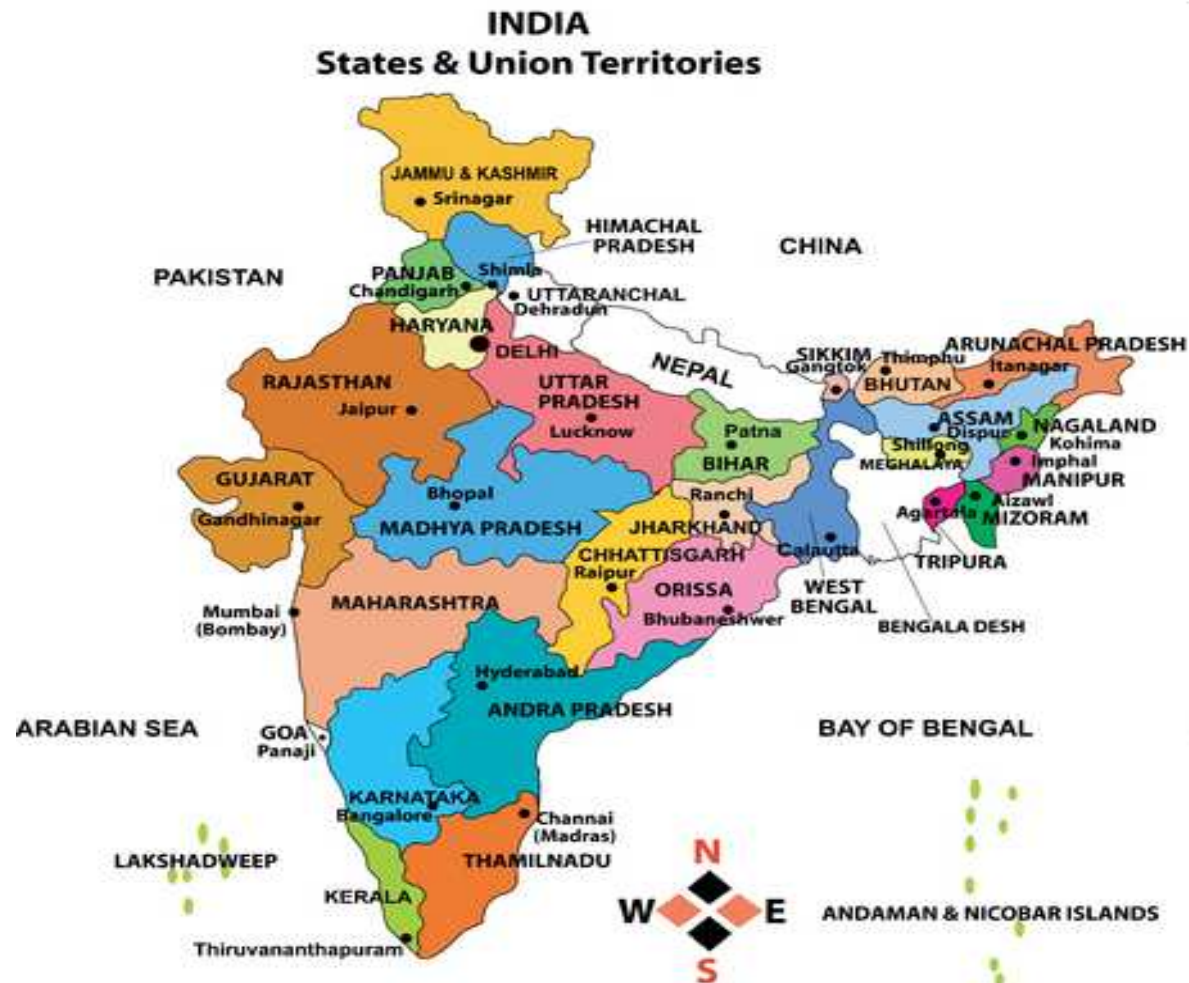 INDIA
States & Union Territories
JAMMU & KASHMIR
Srinagar
HIMACHAL
PRADESH
CHINA
PAKISTAN
PANJAB
Chandigarh
Shimla
UTTARANCHAL
Dehradun
HARYANA
DELHI
RAJASTHAN
Jaipur
UTTAR
PRADESH
Lucknow
NEPAL
SIKKIM
Gangtok
Thimphu
BHUTAN
ARUNACHAL PRADESH
Itanagar
ASSAM
Dispur
NAGALAND
Kohima
Shillong
MEGHALAYA
Imphal
MANIPUR
Patna
BIHAR
GUJARAT
Gandhinagar
Bhopal
MADHYA PRADESH
Ranchi
JHARKHAND
Agartala
Aizawl
MIZORAM
CHHATTISGARH
Raipur
Calautta
TRIPURA
ORISSA
Bhubaneshwer
WEST
BENGAL
BENGALA DESH
MAHARASHTRA
Mumbai
(Bombay)
Hyderabad
ANDRA PRADESH
ARABIAN SEA
GOA
Panaji
BAY OF BENGAL
KARNATAKA
Bangalore
Channai
(Madras)
LAKSHADWEEP
THAMILNADU
KERALA
Thiruvananthapuram
N
W E
S
ANDAMAN & NICOBAR ISLANDS